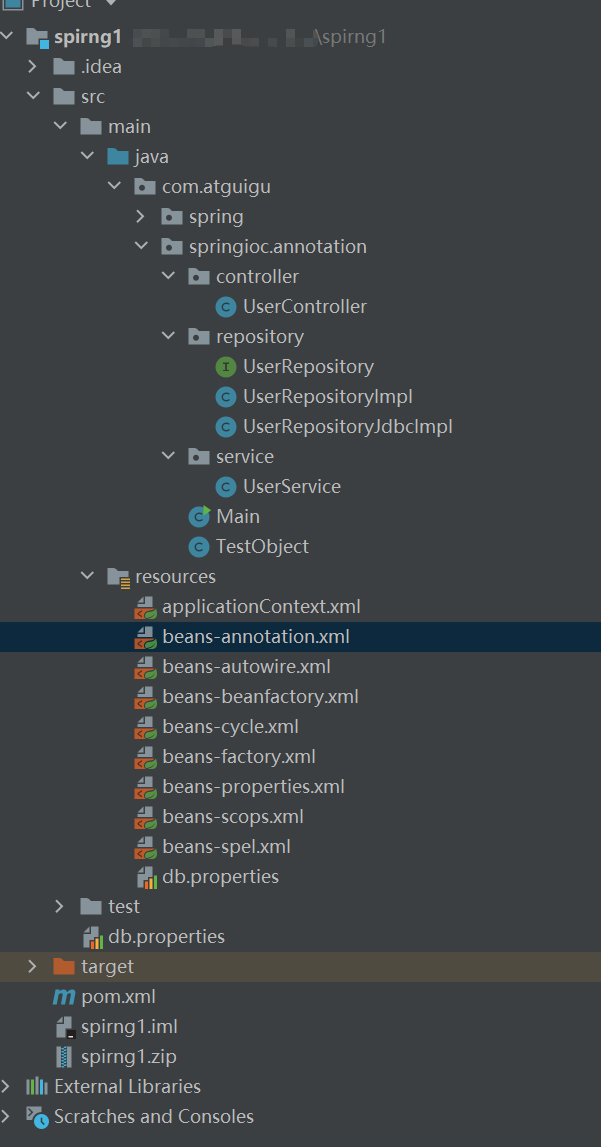 Project
spirng1 \spirng1
.idea
src
main
java
com.atguigu
spring
springioc.annotation
controller
UserController
repository
UserRepository
UserRepositoryImpl
UserRepositoryJdbcImpl
service
UserService
Main
TestObject
resources
applicationContext.xml
beans-annotation.xml
beans-autowire.xml
beans-beanfactory.xml
beans-cycle.xml
beans-factory.xml
beans-properties.xml
beans-scops.xml
beans-spel.xml
db.properties
test
db.properties
target
pom.xml
spirng1.iml
spirng1.zip
External Libraries
Scratches and Consoles